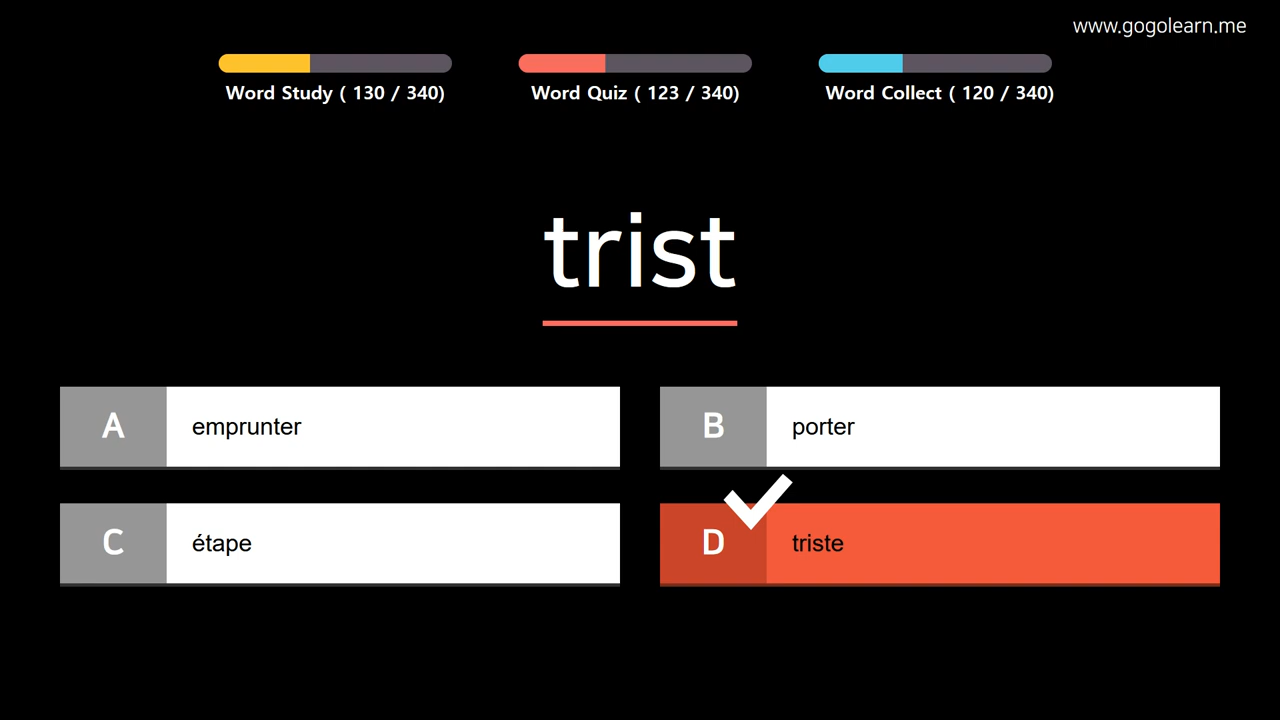 www.gogolearn.me
Word Study ( 130 / 340)
Word Quiz ( 123 / 340)
Word Collect ( 120 / 340)
trist
A emprunter
B porter
C étape
D triste